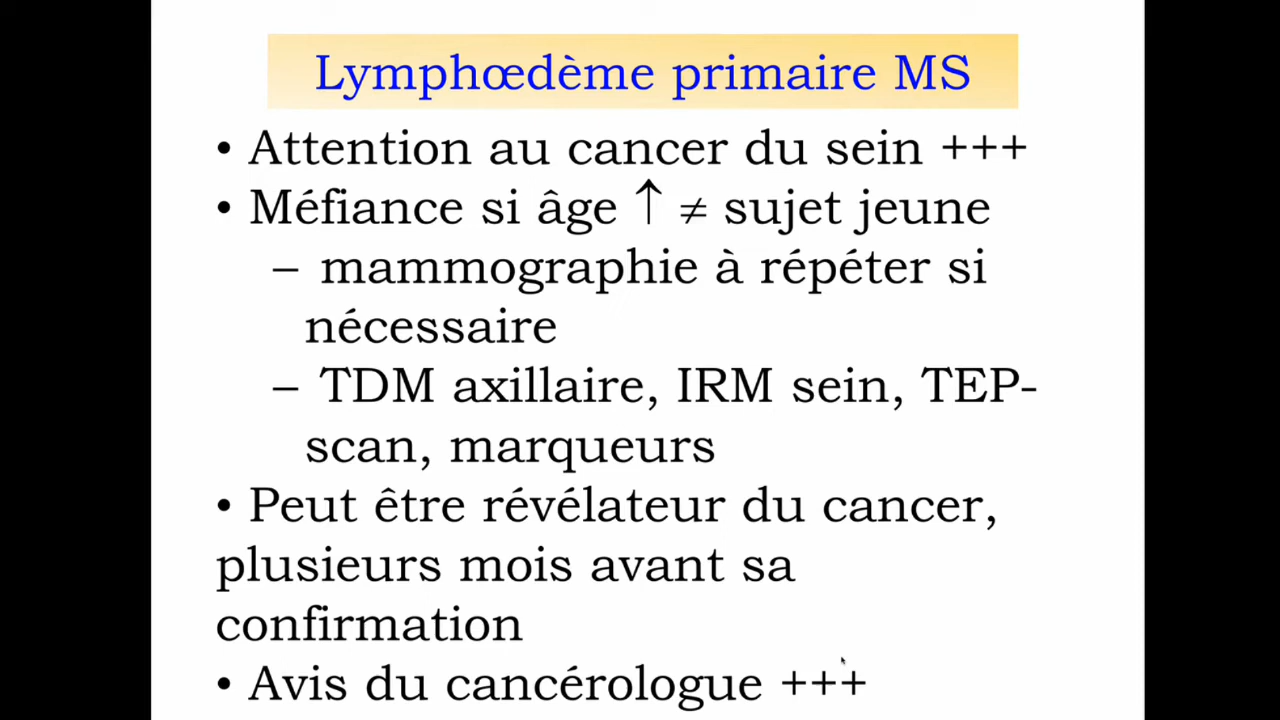 Lymphœdème primaire MS
• Attention au cancer du sein +++
• Méfiance si âge ↑ ≠ sujet jeune
– mammographie à répéter si
nécessaire
– TDM axillaire, IRM sein, TEP-
scan, marqueurs
• Peut être révélateur du cancer,
plusieurs mois avant sa
confirmation
• Avis du cancérologue +++